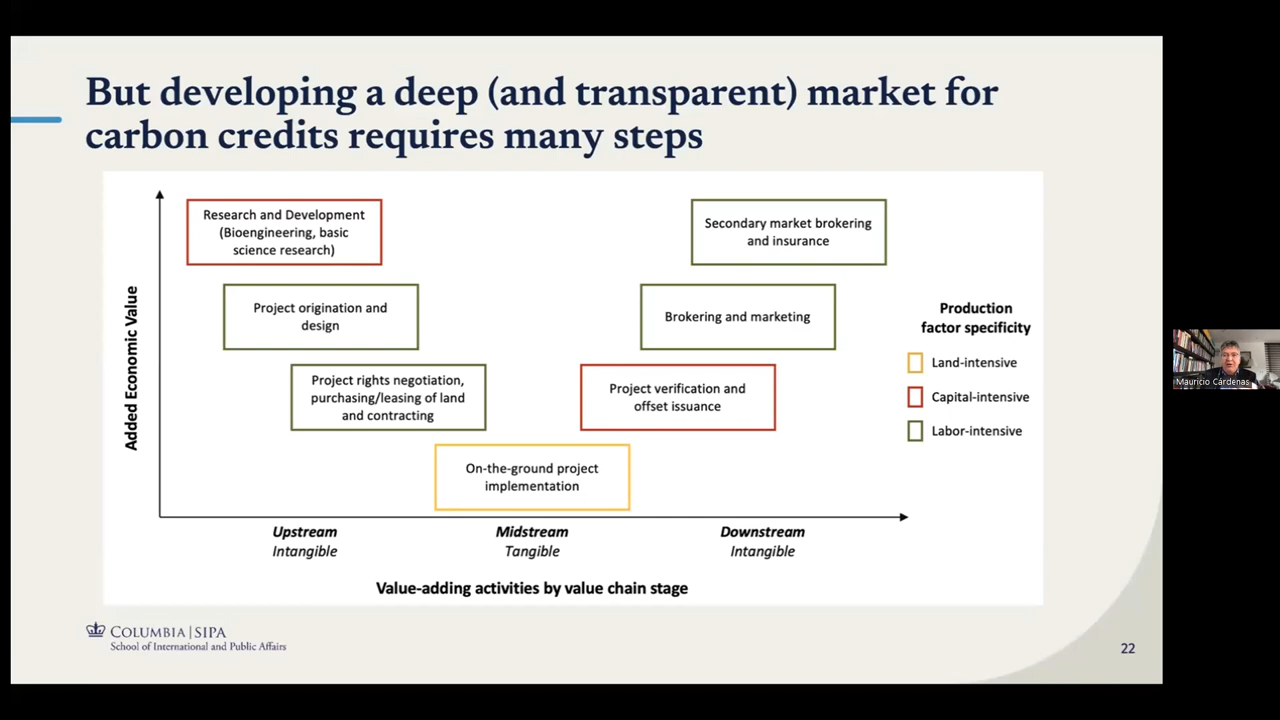 But developing a deep (and transparent) market for
carbon credits requires many steps
Research and Development
(Bioengineering, basic
science research)
Secondary market brokering
and insurance
Project origination and
design
Brokering and marketing
Project rights negotiation,
purchasing/leasing of land
and contracting
Project verification and
offset issuance
On-the-ground project
implementation
Added Economic Value
Upstream
Intangible
Midstream
Tangible
Downstream
Intangible
Value-adding activities by value chain stage
Production
factor specificity
Land-intensive
Capital-intensive
Labor-intensive
COLUMBIA | SIPA
School of International and Public Affairs
22
Mauricio Cárdenas